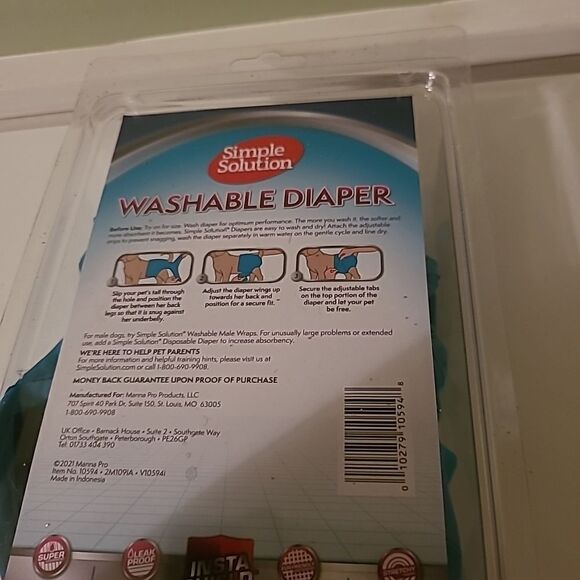 Simple
Solution
WASHABLE DIAPER
Before Use: Try on for size. Wash diaper for optimum performance. The more you wash it, the softer and
more absorbent it becomes. Simple Solution® Diapers are easy to wash and dry! Attach the adjustable
straps to prevent snagging, wash the diaper separately in warm water on the gentle cycle and line dry.
1
2
3
Slip your pet's tail through
the hole and position the
diaper between her back
legs so that it is snug against
her underbelly.
Adjust the diaper wings up
towards her back and
position for a secure fit.
Secure the adjustable tabs
on the top portion of the
diaper and let your pet
be free.
For male dogs, try Simple Solution® Washable Male Wraps. For unusually large problems or extended
use, add a Simple Solution® Disposable Diaper to increase absorbency.
WE'RE HERE TO HELP PET PARENTS
For more information and helpful training hints, please visit us at
SimpleSolution.com or call 1-800-690-9908.
MONEY BACK GUARANTEE UPON PROOF OF PURCHASE
Manufactured For: Manna Pro Products, LLC
707 Spirit 40 Park Dr, Suite 150, St. Louis, MO 63005
1-800-690-9908
UK Office • Barnack House • Suite 2 • Southgate Way
Orton Southgate • Peterborough • PE26GP
Tel: 01733 404 390
©2021 Manna Pro
Item No. 10594 • 2M109IA • V10594i
Made in Indonesia
0 10279 10594 8
SUPER
LEAK
PROOF
INSTA